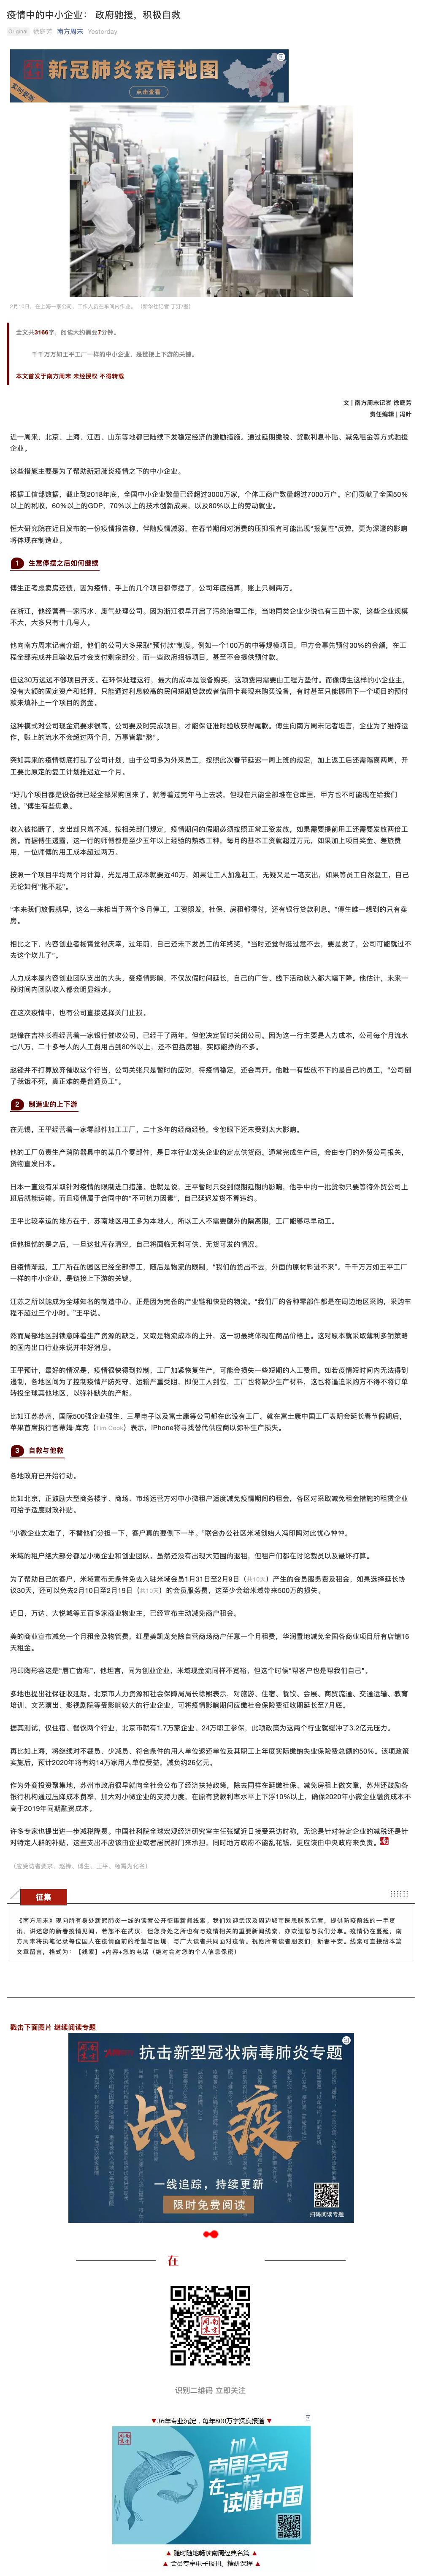 疫情中的中小企业： 政府驰援，积极自救
Original 徐庭芳 南方周末 Yesterday
新冠肺炎疫情地图
点击查看
实时更新
2月10日，在上海一家公司，工作人员在车间内作业。（新华社记者 丁汀/图）
全文共3166字，阅读大约需要7分钟。
千千万万如王平工厂一样的中小企业，是链接上下游的关键。
本文首发于南方周末 未经授权 不得转载
文 | 南方周末记者 徐庭芳
责任编辑 | 冯叶
近一周来，北京、上海、江西、山东等地都已陆续下发稳定经济的激励措施。通过延期缴税、贷款利息补贴、减免租金等方式驰援
企业。
这些措施主要是为了帮助新冠肺炎疫情之下的中小企业。
根据工信部数据，截止到2018年底，全国中小企业数量已经超过3000万家，个体工商户数量超过7000万户。它们贡献了全国50%
以上的税收，60%以上的GDP，70%以上的技术创新成果，以及80%以上的劳动就业。
恒大研究院在近日发布的一份疫情报告称，伴随疫情减弱，在春节期间对消费的压抑很有可能出现“报复性”反弹，更为深邃的影响
将体现在制造业。
1 生意停摆之后如何继续
傅生正考虑卖房还债，因为疫情，手上的几个项目都停摆了，公司年底结算，账上只剩两万。
在浙江，他经营着一家污水、废气处理公司。因为浙江很早开启了污染治理工作，当地同类企业少说也有三四十家，这些企业规模
不大，大多只有十几号人。
他向南方周末记者介绍，他们的公司大多采取“预付款”制度。例如一个100万的中等规模项目，甲方会事先预付30%的金额，在工
程全部完成并且验收后才会支付剩余部分。而一些政府招标项目，甚至不会提供预付款。
但这30万远远不够项目开支。在环保处理这行，最大的成本是设备购买，这项费用需要由工程方垫付。而像傅生这样的小企业主，
没有大额的固定资产和抵押，只能通过利息较高的民间短期贷款或者信用卡套现来购买设备，有时甚至只能挪用下一个项目的预付
款来填补上一个项目的资金。
这种模式对公司现金流要求很高，公司要及时完成项目，才能保证准时验收获得尾款。傅生向南方周末记者坦言，企业为了维持运
作，账上的流水不会超过两个月，万事皆靠“熬”。
突如其来的疫情彻底打乱了公司计划，由于公司多为外来员工，按照此次春节延迟一周上班的规定，加上返工后还需隔离两周，开
工要比原定的复工计划推迟近一个月。
“好几个项目都是设备我已经全部采购回来了，就等着过完年马上去装，但现在只能全部堆在仓库里，甲方也不可能现在给我们
钱。”傅生有些焦急。
收入被掐断了，支出却只增不减。按相关部门规定，疫情期间的假期必须按照正常工资发放，如果需要提前用工还需要发放两倍工
资。而据傅生透露，这一行的师傅都是至少五年以上经验的熟练工种，每月的基本工资就超过万元，如果加上项目奖金、差旅费
用，一位师傅的用工成本超过两万。
按照一个项目平均两个月计算，光是用工成本就要近40万，如果让工人加急赶工，无疑又是一笔支出，如果等员工自然复工，自己
无论如何“拖不起”。
“本来我们放假就早，这么一来相当于两个多月停工，工资照发，社保、房租都得付，还有银行贷款利息。”傅生唯一想到的只有卖
房。
相比之下，内容创业者杨霄觉得庆幸，过年前，自己还未下发员工的年终奖，“当时还觉得挺过意不去，要是发了，公司可能就过不
去这个坎儿了”。
人力成本是内容创业团队支出的大头，受疫情影响，不仅放假时间延长，自己的广告、线下活动收入都大幅下降。他估计，未来一
段时间内团队收入都会明显缩水。
在这次疫情中，也有公司直接选择关门止损。
赵锋在吉林长春经营着一家银行催收公司，已经干了两年，但他决定暂时关闭公司。因为这一行主要是人力成本，公司每个月流水
七八万，二十多号人的人工费用占到80%以上，还不包括房租，实际能挣的不多。
赵锋并不打算放弃催收这个行当，公司关张只是暂时的应对，待疫情稳定，还会再开。他唯一有些放不下的是自己的员工，“公司倒
了我饿不死，真正难的是普通员工”。
2 制造业的上下游
在无锡，王平经营着一家零部件加工工厂，二十多年的经商经验，令他眼下还未受到太大影响。
他的工厂负责生产消防器具中的某几个零部件，是日本行业龙头企业的定点供货商。通常完成生产后，会由专门的外贸公司报关，
货物直发日本。
日本一直没有采取针对疫情的限制进口措施。也就是说，王平暂时只受到假期延期的影响，他手中的一批货物只要等待外贸公司上
班后就能运输。而且疫情属于合同中的“不可抗力因素”，自己延迟发货不算违约。
王平比较幸运的地方在于，苏南地区用工多为本地人，所以工人不需要额外的隔离期，工厂能够尽早动工。
但他担忧的是之后，一旦这批库存清空，自己将面临无料可供、无货可发的情况。
自疫情渐起，工厂所在的园区已经全部停工，随后是物流的限制，“我们的货出不去，外面的原材料进不来”。千千万万如王平工厂
一样的中小企业，是链接上下游的关键。
江苏之所以能成为全球知名的制造中心，正是因为完备的产业链和快捷的物流。“我们厂的各种零部件都是在周边地区采购，采购车
程不超过三个小时。”王平说。
然而局部地区封锁意味着生产资源的缺乏，又或是物流成本的上升，这一切最终体现在商品价格上。这对原本就采取薄利多销策略
的国内出口行业来说并非好消息。
王平预计，最好的情况是，疫情很快得到控制，工厂加紧恢复生产，可能会损失一些短期的人工费用。如若疫情短时间内无法得到
遏制，各地区间为了控制疫情严防死守，运输严重受阻，即便工人到位，工厂也将缺少生产材料，这也将逼迫采购方不得不将订单
转投全球其他地区，以弥补缺失的产能。
比如江苏苏州，国际500强企业强生、三星电子以及富士康等公司都在此设有工厂。就在富士康中国工厂表明会延长春节假期后，
苹果首席执行官蒂姆·库克（Tim Cook）表示，iPhone将寻找替代供应商以弥补生产损失。
3 自救与他救
各地政府已开始行动。
比如北京，正鼓励大型商务楼宇、商场、市场运营方对中小微租户适度减免疫情期间的租金，各区对采取减免租金措施的租赁企业
可给予适度财政补贴。
“小微企业太难了，不替他们分担一下，客户真的要倒下一半。”联合办公社区米域创始人冯印陶对此忧心忡忡。
米域的租户绝大部分都是小微企业和创业团队。虽然还没有出现大范围的退租，但租户们都在讨论裁员以及最坏打算。
为了帮助自己的客户，米域宣布无条件免去入驻米域会员1月31日至2月9日（共10天）产生的会员服务费及租金，如果选择延长协
议30天，还可以免去2月10日至2月19日（共10天）的会员服务费，这至少会给米域带来500万的损失。
近日，万达、大悦城等五百多家商业物业主，已经宣布主动减免商户租金。
美的商业宣布减免一个月租金及物管费，红星美凯龙免除自营商场商户任意一个月租费，华润置地减免全国各商业项目所有店铺16
天租金。
冯印陶形容这是“唇亡齿寒”，他坦言，同为创业企业，米域现金流同样不宽裕，但这个时候“帮客户也是帮我们自己”。
多地也提出社保征收延期。北京市人力资源和社会保障局局长徐熙表示，对旅游、住宿、餐饮、会展、商贸流通、交通运输、教育
培训、文艺演出、影视剧院等受影响较大的行业企业，可将疫情影响期间应缴社会保险费征收期延长至7月底。
据其测试，仅住宿、餐饮两个行业，北京市就有1.7万家企业、24万职工参保，此项政策为这两个行业就缓冲了3.2亿元压力。
再比如上海，将继续对不裁员、少减员、符合条件的用人单位返还单位及其职工上年度实际缴纳失业保险费总额的50%。该项政策
实施后，预计2020年将有约14万家用人单位受益，减负约26亿元。
作为外商投资聚集地，苏州市政府很早就向全社会公布了经济扶持政策，除去同样在延缴社保、减免房租上做文章，苏州还鼓励各
银行机构通过压降成本费率，加大对小微企业的支持力度，在原有贷款利率水平上下浮10%以上，确保2020年小微企业融资成本不
高于2019年同期融资成本。
许多专家也提出进一步减税降费。中国社科院全球宏观经济研究室主任张斌近日接受采访时称，无论是针对特定企业的减税还是针
对特定人群的补贴，这些支出不应该由企业或者居民部门来承担，同时地方政府不能乱花钱，更应该由中央政府来负责。
（应受访者要求，赵锋、傅生、王平、杨霄为化名）
征集
《南方周末》现向所有身处新冠肺炎一线的读者公开征集新闻线索。我们欢迎武汉及周边城市医患联系记者，提供防疫前线的一手资
讯，讲述您的新春疫情见闻。若您不在武汉，但您身处之所也有与疫情相关的重要新闻线索，亦欢迎您与我们分享。疫情仍在蔓延，南
方周末将执笔记录每位国人在疫情面前的希望与困境，与广大读者共同面对疫情。祝愿所有读者朋友们，新春平安。线索可直接给本篇
文章留言，格式为：【线索】+内容+您的电话（绝对会对您的个人信息保密）
戳击下面图片 继续阅读专题
抗击新型冠状病毒肺炎专题
战疫
一线追踪，持续更新
限时免费阅读
扫码阅读专题
在
识别二维码 立即关注
▼36年专业沉淀，每年800万字深度报道 ▼
加入
南周会员
在一起
读懂中国
▲ 随时随地畅读南周经典名篇 ▲
▲ 会员专享电子报刊、精研课程 ▲